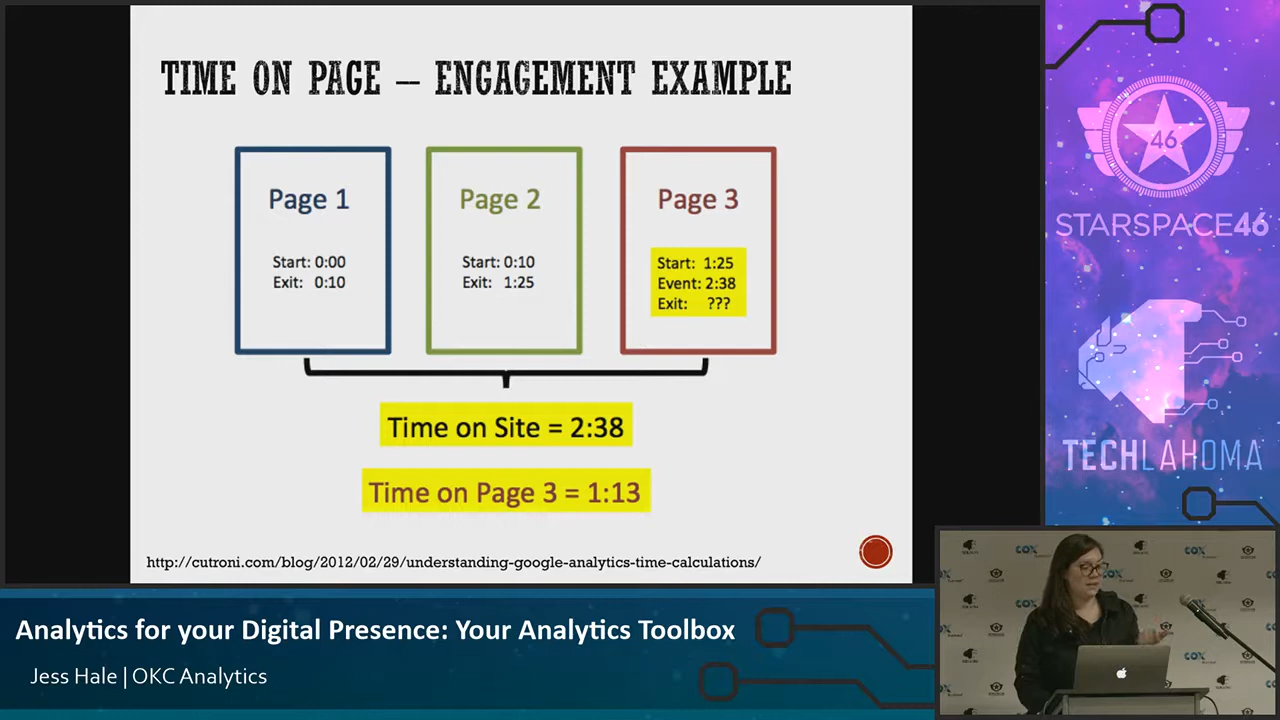 TIME ON PAGE – ENGAGEMENT EXAMPLE
Page 1
Start: 0:00
Exit: 0:10
Page 2
Start: 0:10
Exit: 1:25
Page 3
Start: 1:25
Event: 2:38
Exit: ???
Time on Site = 2:38
Time on Page 3 = 1:13
http://cutroni.com/blog/2012/02/29/understanding-google-analytics-time-calculations/
46
STARSPACE46
TECHLAHOMA
COX
Analytics for your Digital Presence: Your Analytics Toolbox
Jess Hale | OKC Analytics